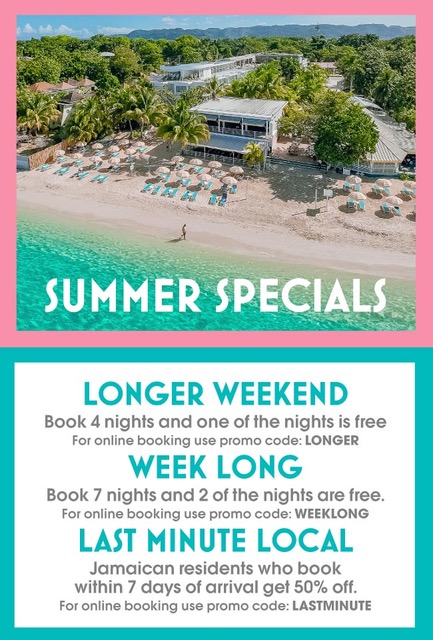 SUMMER SPECIALS
LONGER WEEKEND
Book 4 nights and one of the nights is free
For online booking use promo code: LONGER
WEEK LONG
Book 7 nights and 2 of the nights are free.
For online booking use promo code: WEEKLONG
LAST MINUTE LOCAL
Jamaican residents who book
within 7 days of arrival get 50% off.
For online booking use promo code: LASTMINUTE